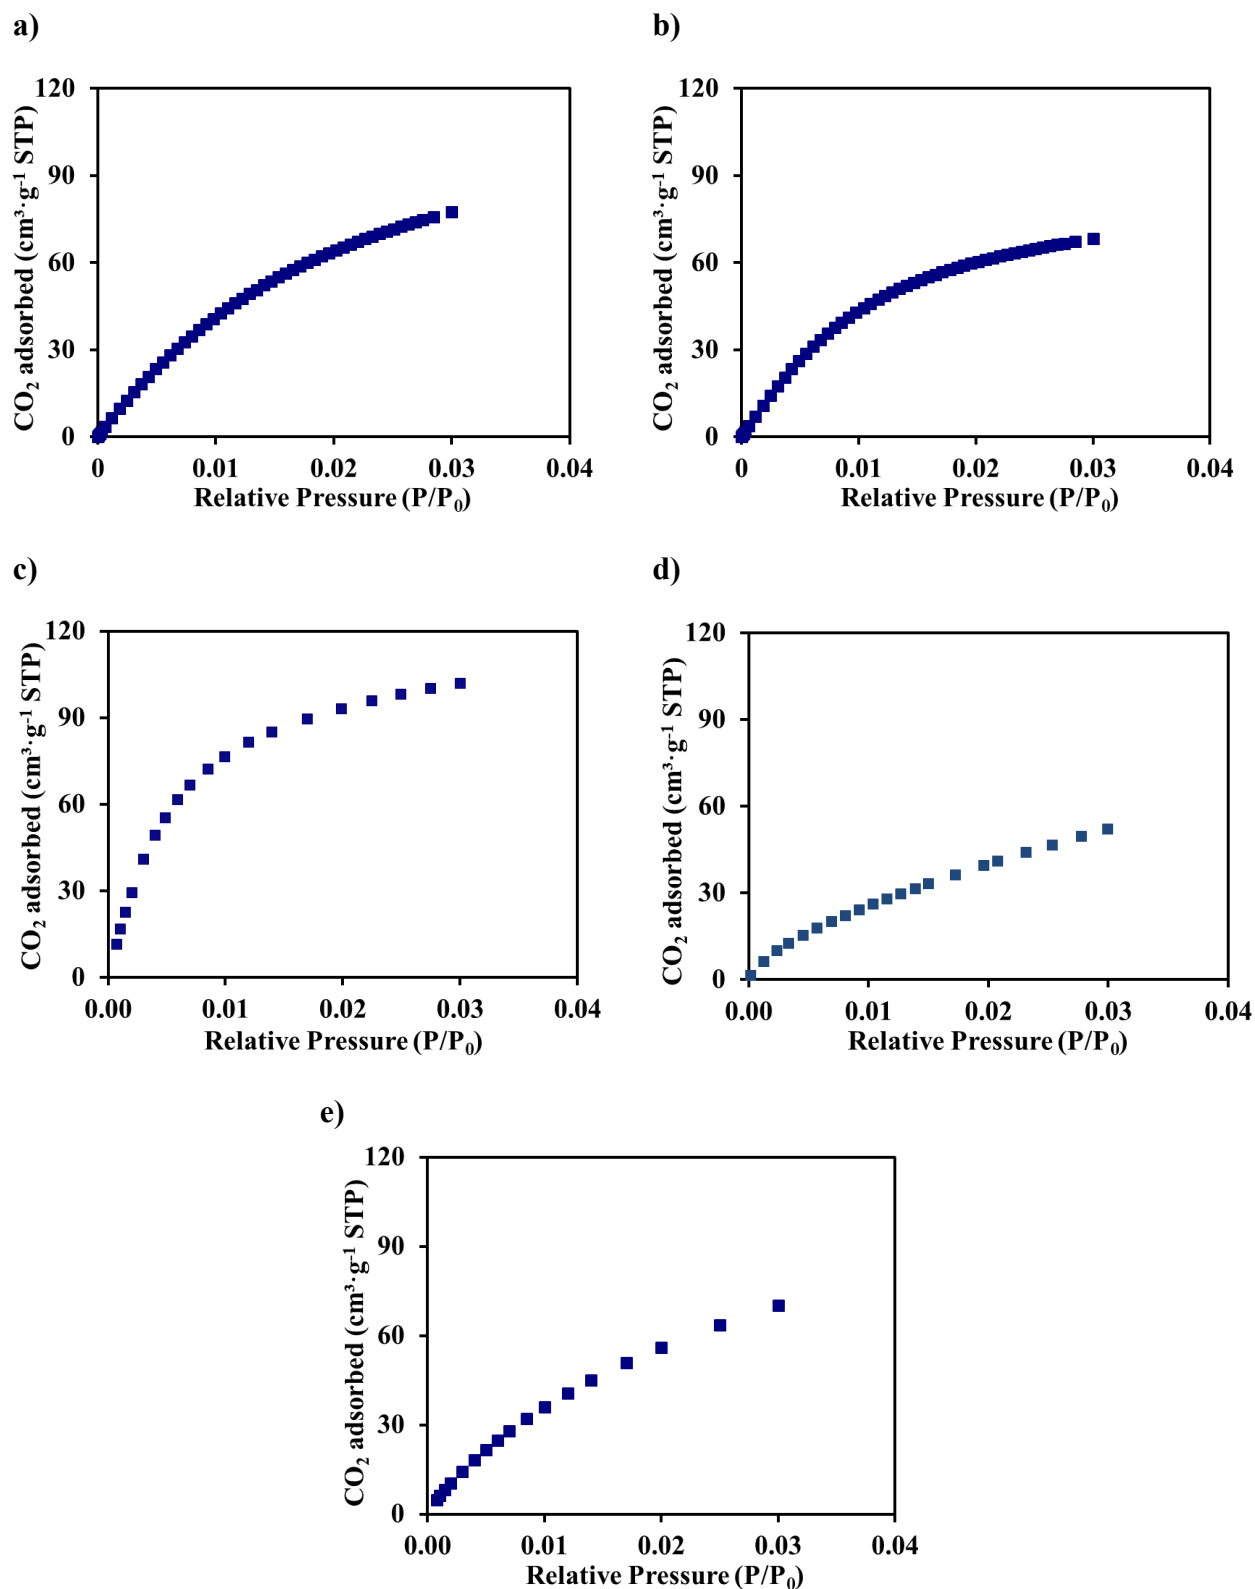 a)
CO₂ adsorbed (cm³·g⁻¹ STP)
120
90
60
30
0
0 0.01 0.02 0.03 0.04
Relative Pressure (P/P₀)
b)
CO₂ adsorbed (cm³·g⁻¹ STP)
120
90
60
30
0
0 0.01 0.02 0.03 0.04
Relative Pressure (P/P₀)
c)
CO₂ adsorbed (cm³·g⁻¹ STP)
120
90
60
30
0
0.00 0.01 0.02 0.03 0.04
Relative Pressure (P/P₀)
d)
CO₂ adsorbed (cm³·g⁻¹ STP)
120
90
60
30
0
0.00 0.01 0.02 0.03 0.04
Relative Pressure (P/P₀)
e)
CO₂ adsorbed (cm³·g⁻¹ STP)
120
90
60
30
0
0.00 0.01 0.02 0.03 0.04
Relative Pressure (P/P₀)